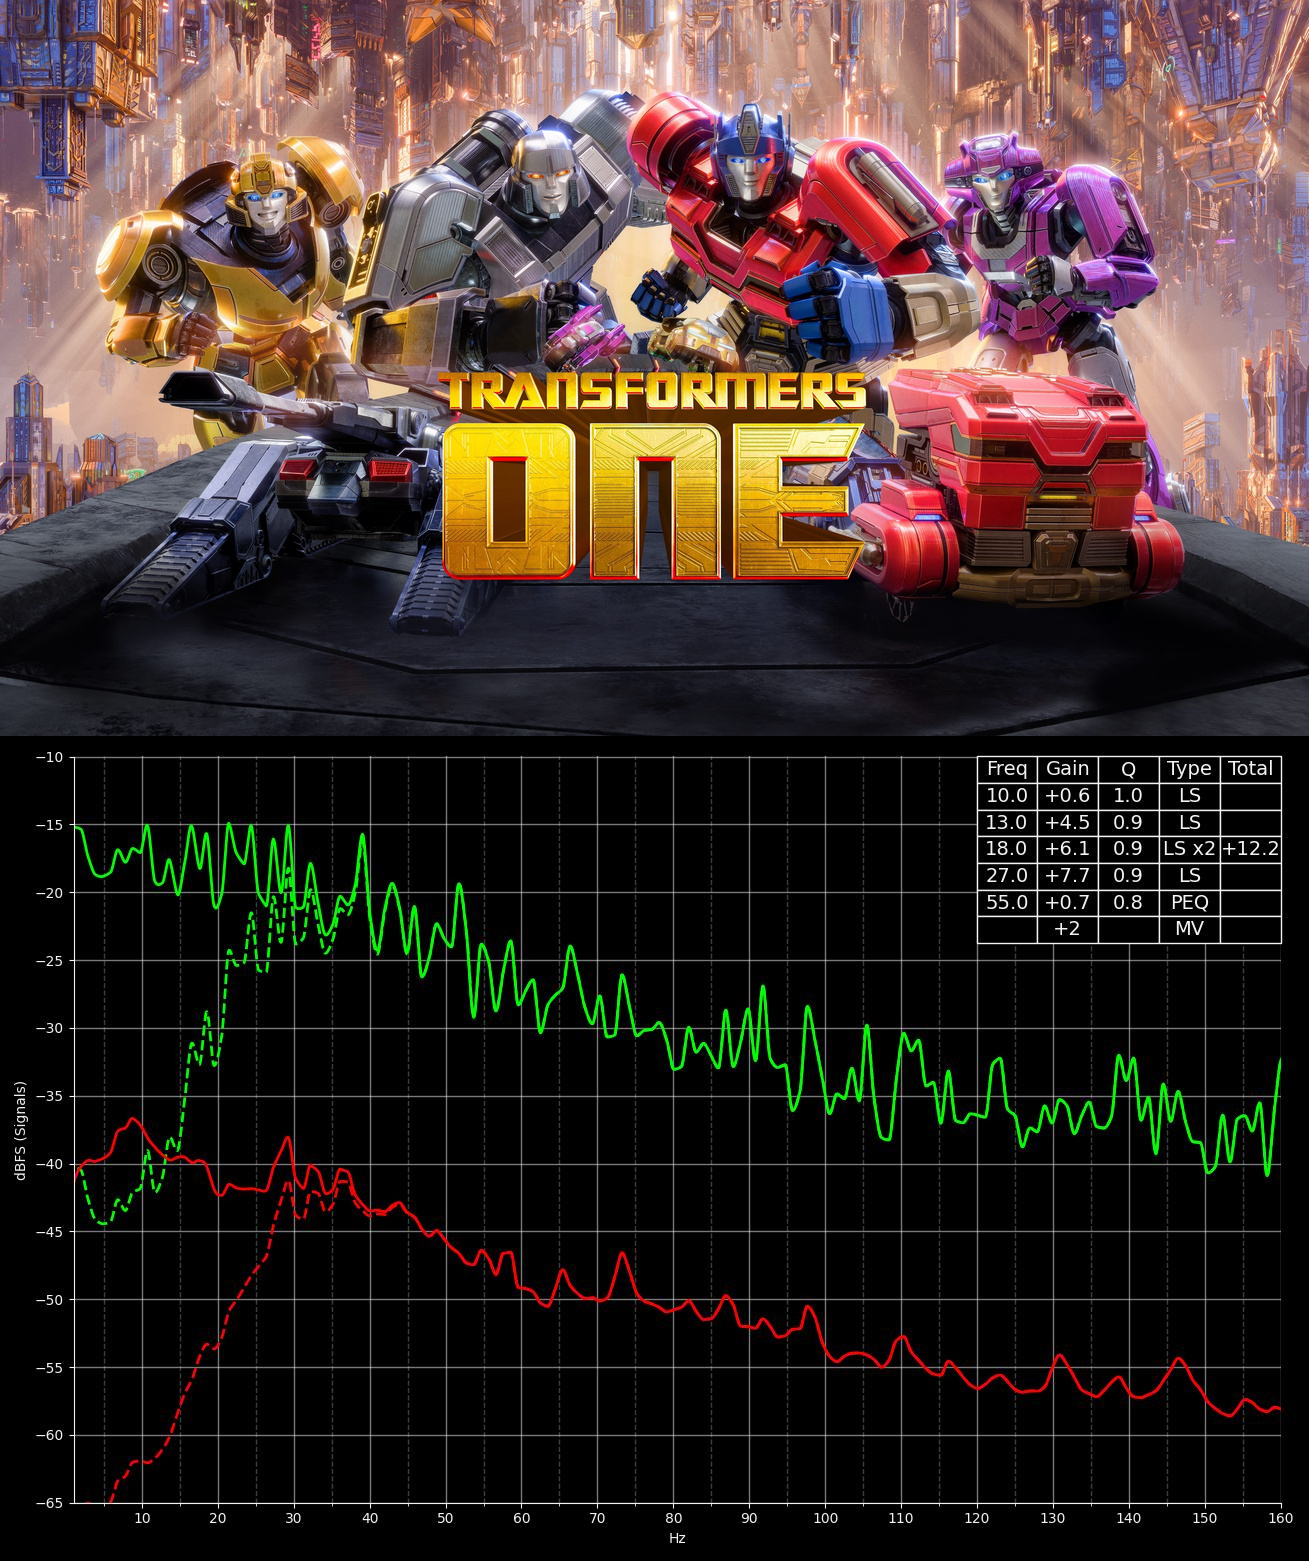 TRANSFORMERS
ONE
Freq Gain Q Type Total
10.0 +0.6 1.0 LS
13.0 +4.5 0.9 LS
18.0 +6.1 0.9 LS x2 +12.2
27.0 +7.7 0.9 LS
55.0 +0.7 0.8 PEQ
+2 MV
−10
−15
−20
−25
−30
−35
−40
−45
−50
−55
−60
−65
dBFS (Signals)
10 20 30 40 50 60 70 80 90 100 110 120 130 140 150 160
Hz